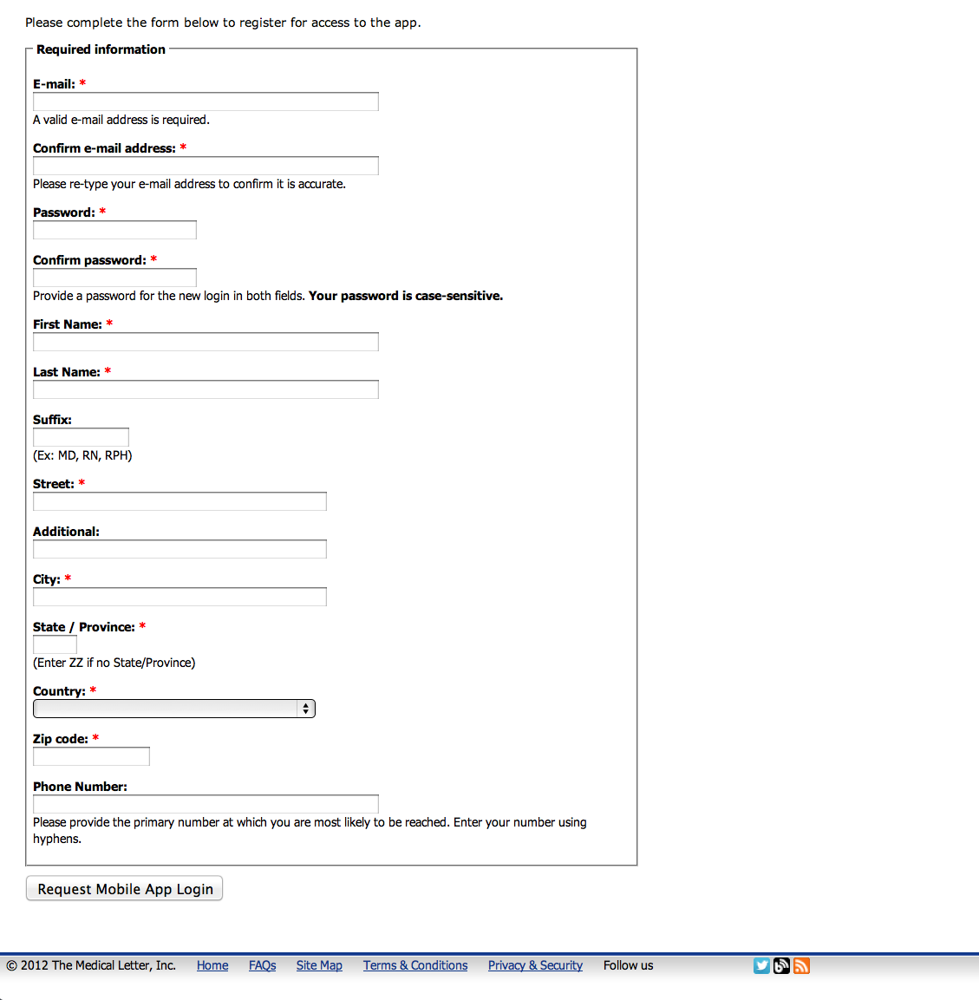 Please complete the form below to register for access to the app.
Required information
E-mail: *
A valid e-mail address is required.
Confirm e-mail address: *
Please re-type your e-mail address to confirm it is accurate.
Password: *
Confirm password: *
Provide a password for the new login in both fields. Your password is case-sensitive.
First Name: *
Last Name: *
Suffix:
(Ex: MD, RN, RPH)
Street: *
Additional:
City: *
State / Province: *
(Enter ZZ if no State/Province)
Country: *
Zip code: *
Phone Number:
Please provide the primary number at which you are most likely to be reached. Enter your number using
hyphens.
Request Mobile App Login
© 2012 The Medical Letter, Inc. Home FAQs Site Map Terms & Conditions Privacy & Security Follow us